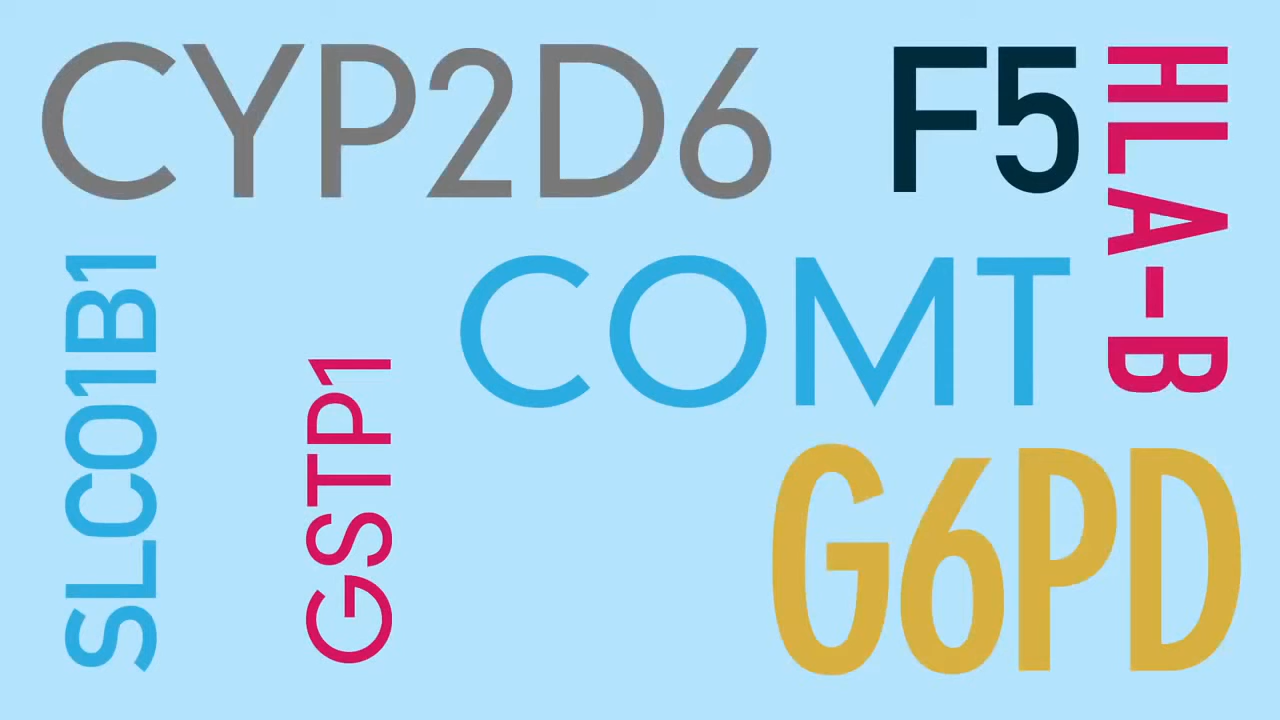 CYP2D6
F5
HLA-B
SLCO1B1
GSTP1
COMT
G6PD